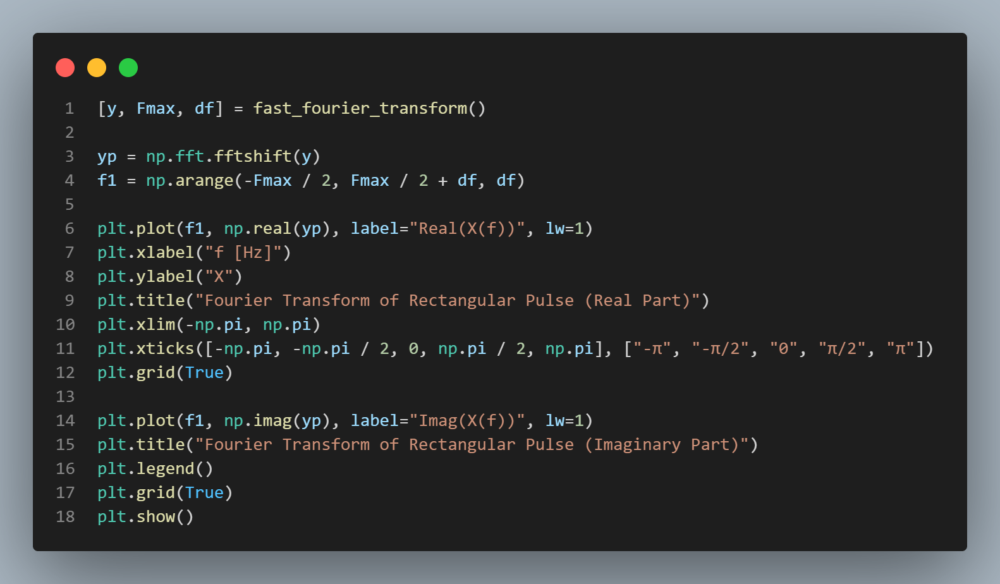 1 [y, Fmax, df] = fast_fourier_transform()
2
3 yp = np.fft.fftshift(y)
4 f1 = np.arange(-Fmax / 2, Fmax / 2 + df, df)
5
6 plt.plot(f1, np.real(yp), label="Real(X(f))", lw=1)
7 plt.xlabel("f [Hz]")
8 plt.ylabel("X")
9 plt.title("Fourier Transform of Rectangular Pulse (Real Part)")
10 plt.xlim(-np.pi, np.pi)
11 plt.xticks([-np.pi, -np.pi / 2, 0, np.pi / 2, np.pi], ["-π", "-π/2", "0", "π/2", "π"])
12 plt.grid(True)
13
14 plt.plot(f1, np.imag(yp), label="Imag(X(f))", lw=1)
15 plt.title("Fourier Transform of Rectangular Pulse (Imaginary Part)")
16 plt.legend()
17 plt.grid(True)
18 plt.show()